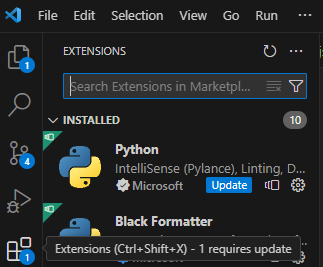 File Edit Selection View Go Run ...
EXTENSIONS
1
Search Extensions in Marketpl...
INSTALLED 10
4
Python
IntelliSense (Pylance), Linting, D...
Microsoft Update
Black Formatter
Extensions (Ctrl+Shift+X) - 1 requires update
1